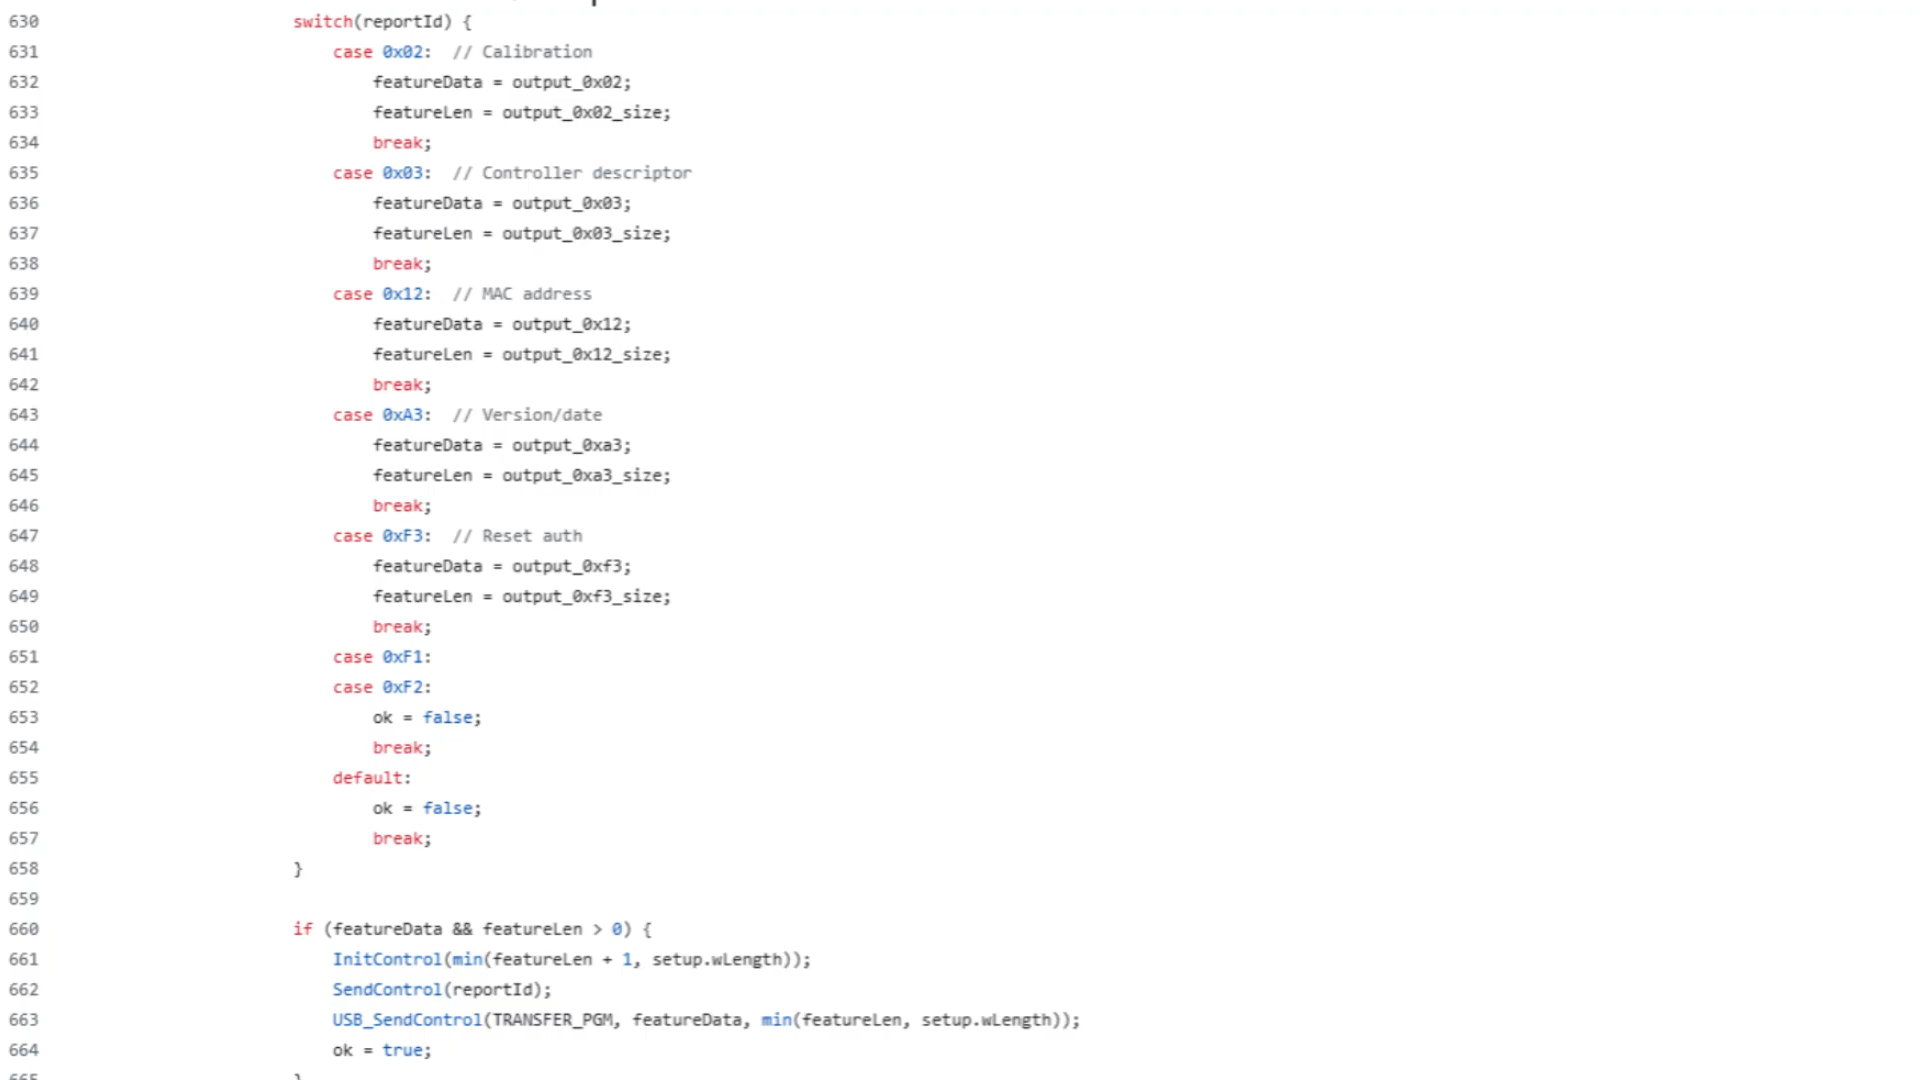 630 switch(reportId) {
631 case 0x02: // Calibration
632 featureData = output_0x02;
633 featureLen = output_0x02_size;
634 break;
635 case 0x03: // Controller descriptor
636 featureData = output_0x03;
637 featureLen = output_0x03_size;
638 break;
639 case 0x12: // MAC address
640 featureData = output_0x12;
641 featureLen = output_0x12_size;
642 break;
643 case 0xA3: // Version/date
644 featureData = output_0xa3;
645 featureLen = output_0xa3_size;
646 break;
647 case 0xF3: // Reset auth
648 featureData = output_0xf3;
649 featureLen = output_0xf3_size;
650 break;
651 case 0xF1:
652 case 0xF2:
653 ok = false;
654 break;
655 default:
656 ok = false;
657 break;
658 }
659
660 if (featureData && featureLen > 0) {
661 InitControl(min(featureLen + 1, setup.wLength));
662 SendControl(reportId);
663 USB_SendControl(TRANSFER_PGM, featureData, min(featureLen, setup.wLength));
664 ok = true;